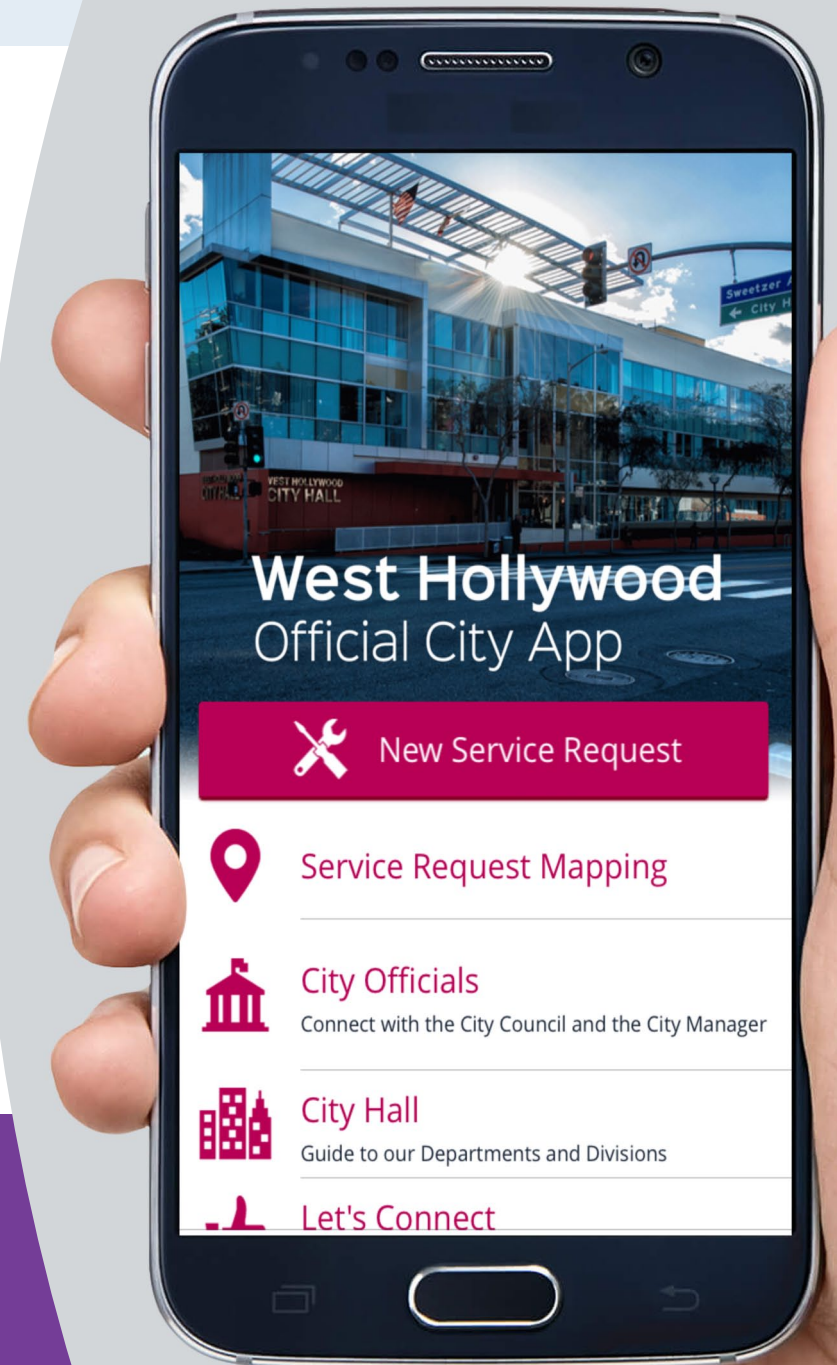 Sweetzer
← City H
WEST HOLLYWOOD
CITY HALL
West Hollywood
Official City App
New Service Request
Service Request Mapping
City Officials
Connect with the City Council and the City Manager
City Hall
Guide to our Departments and Divisions
Let's Connect